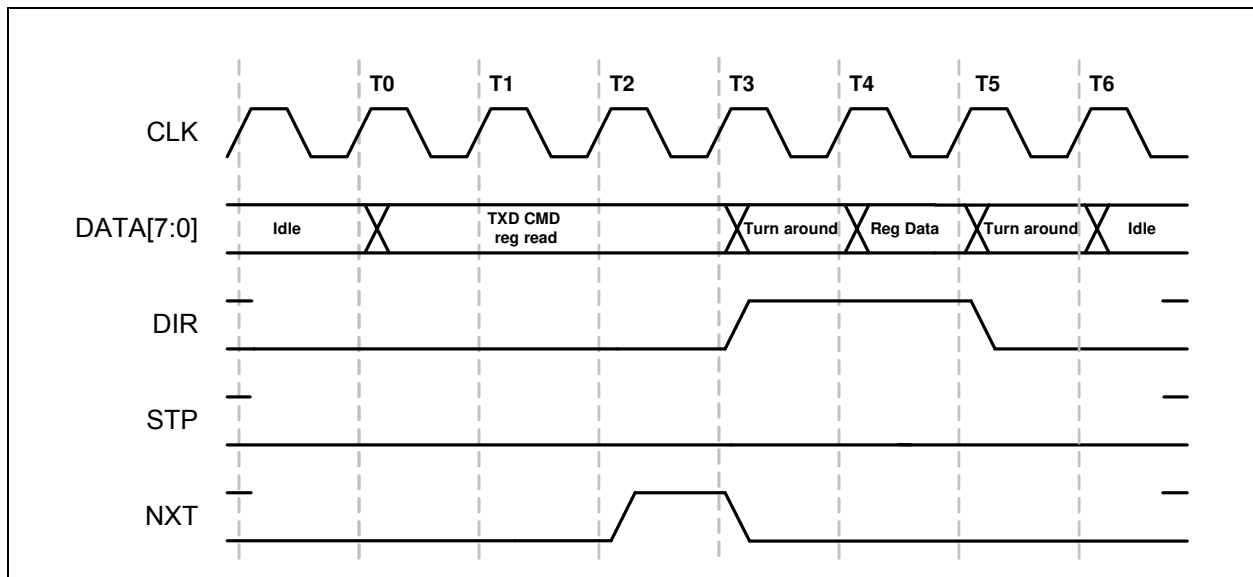 T0 T1 T2 T3 T4 T5 T6
CLK
DATA[7:0]
Idle
TXD CMD
reg read
Turn around
Reg Data
Turn around
Idle
DIR
STP
NXT